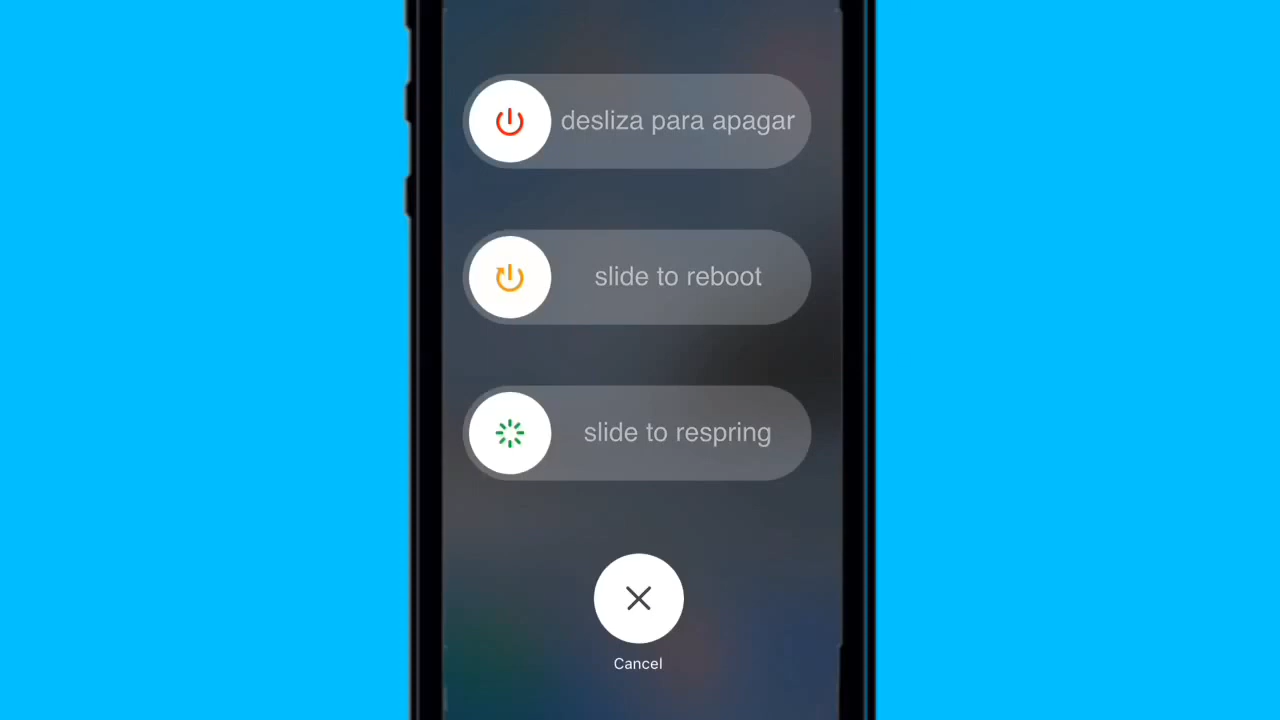 desliza para apagar
slide to reboot
slide to respring
Cancel